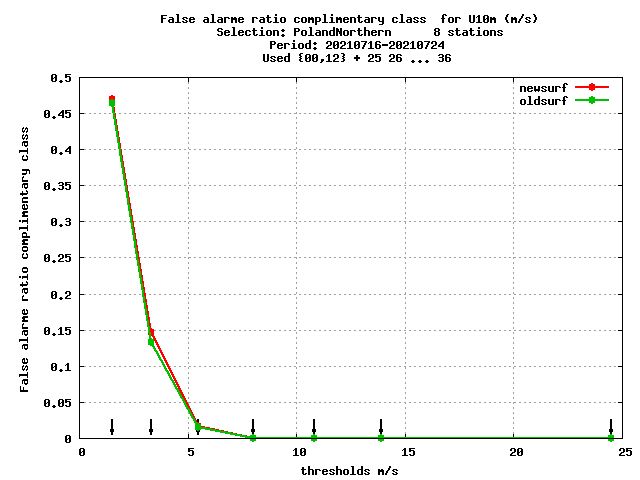 False alarme ratio complimentary class  for U10m (m/s)
Selection: PolandNorthern      8 stations
Period: 20210716-20210724
Used {00,12} + 25 26 ... 36
newsurf
oldsurf
0.5
0.45
0.4
0.35
0.3
0.25
0.2
0.15
0.1
0.05
0
False alarme ratio complimentary class
0 5 10 15 20 25
thresholds m/s